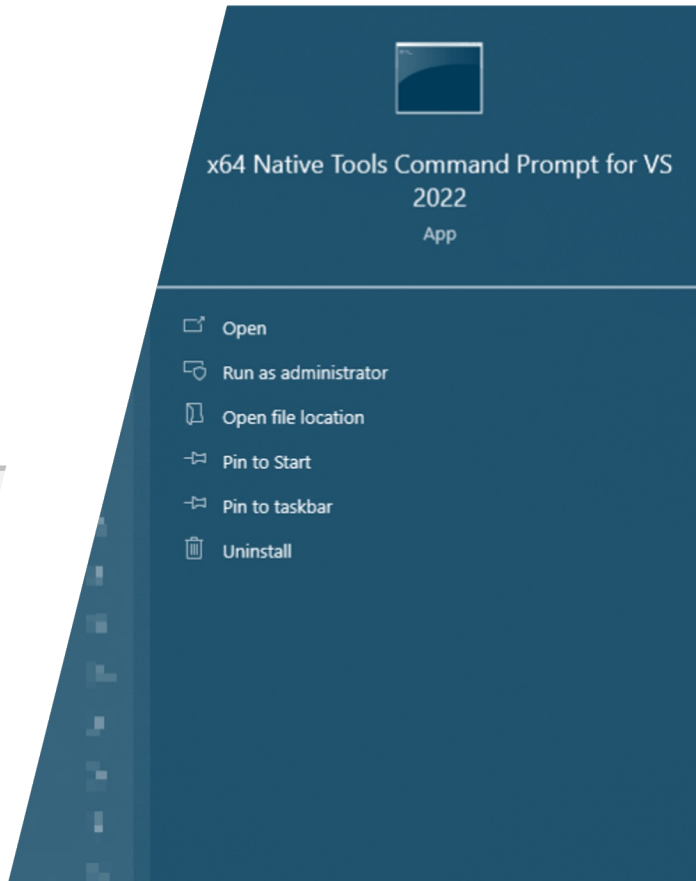 x64 Native Tools Command Prompt for VS
2022
App
Open
Run as administrator
Open file location
Pin to Start
Pin to taskbar
Uninstall